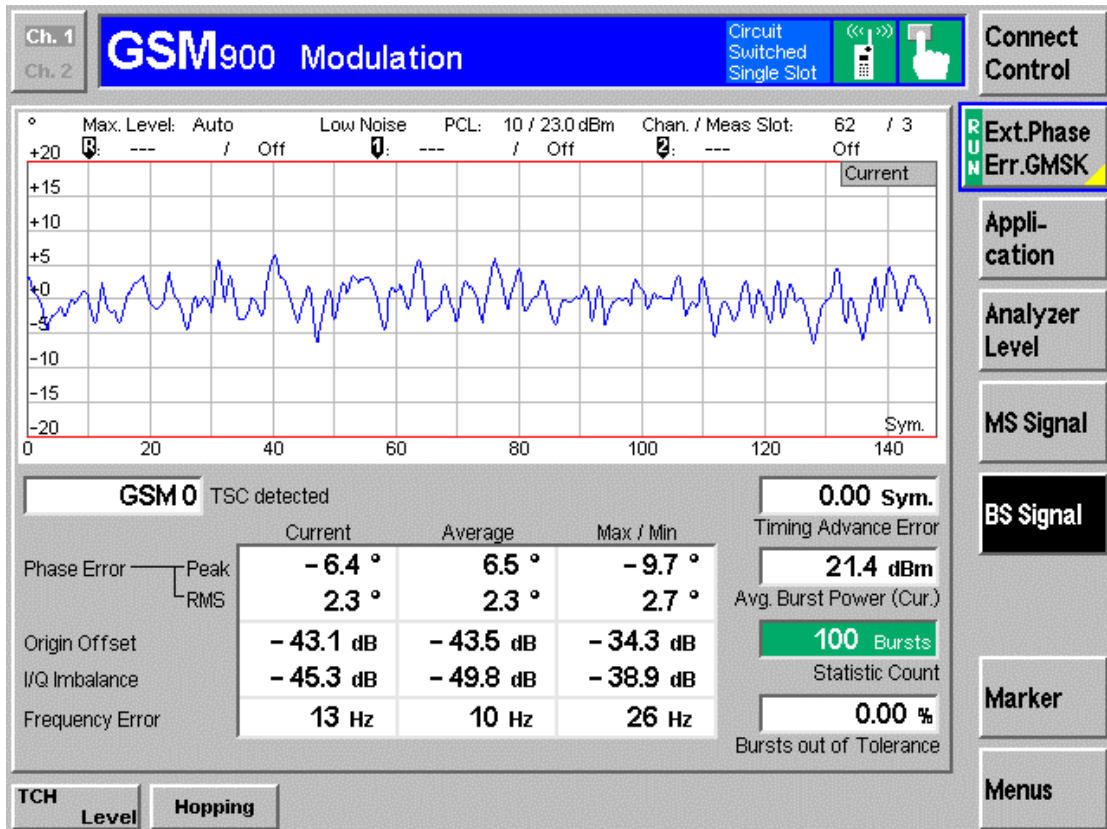 Ch. 1
Ch. 2
GSM900 Modulation
Circuit
Switched
Single Slot
Connect
Control
° Max. Level: Auto Low Noise PCL: 10 / 23.0 dBm Chan. / Meas Slot: 62 / 3
R: --- / Off 1: --- / Off 2: --- Off
Current
+20
+15
+10
+5
+0
-5
-10
-15
-20
Sym.
0 20 40 60 80 100 120 140
RUN
Ext.Phase
Err.GMSK
Appli-
cation
Analyzer
Level
MS Signal
BS Signal
Marker
Menus
GSM 0 TSC detected
Current Average Max / Min
Phase Error Peak - 6.4 ° 6.5 ° - 9.7 °
RMS 2.3 ° 2.3 ° 2.7 °
Origin Offset - 43.1 dB - 43.5 dB - 34.3 dB
I/Q Imbalance - 45.3 dB - 49.8 dB - 38.9 dB
Frequency Error 13 Hz 10 Hz 26 Hz
0.00 Sym.
Timing Advance Error
21.4 dBm
Avg. Burst Power (Cur.)
100 Bursts
Statistic Count
0.00 %
Bursts out of Tolerance
TCH
Level
Hopping